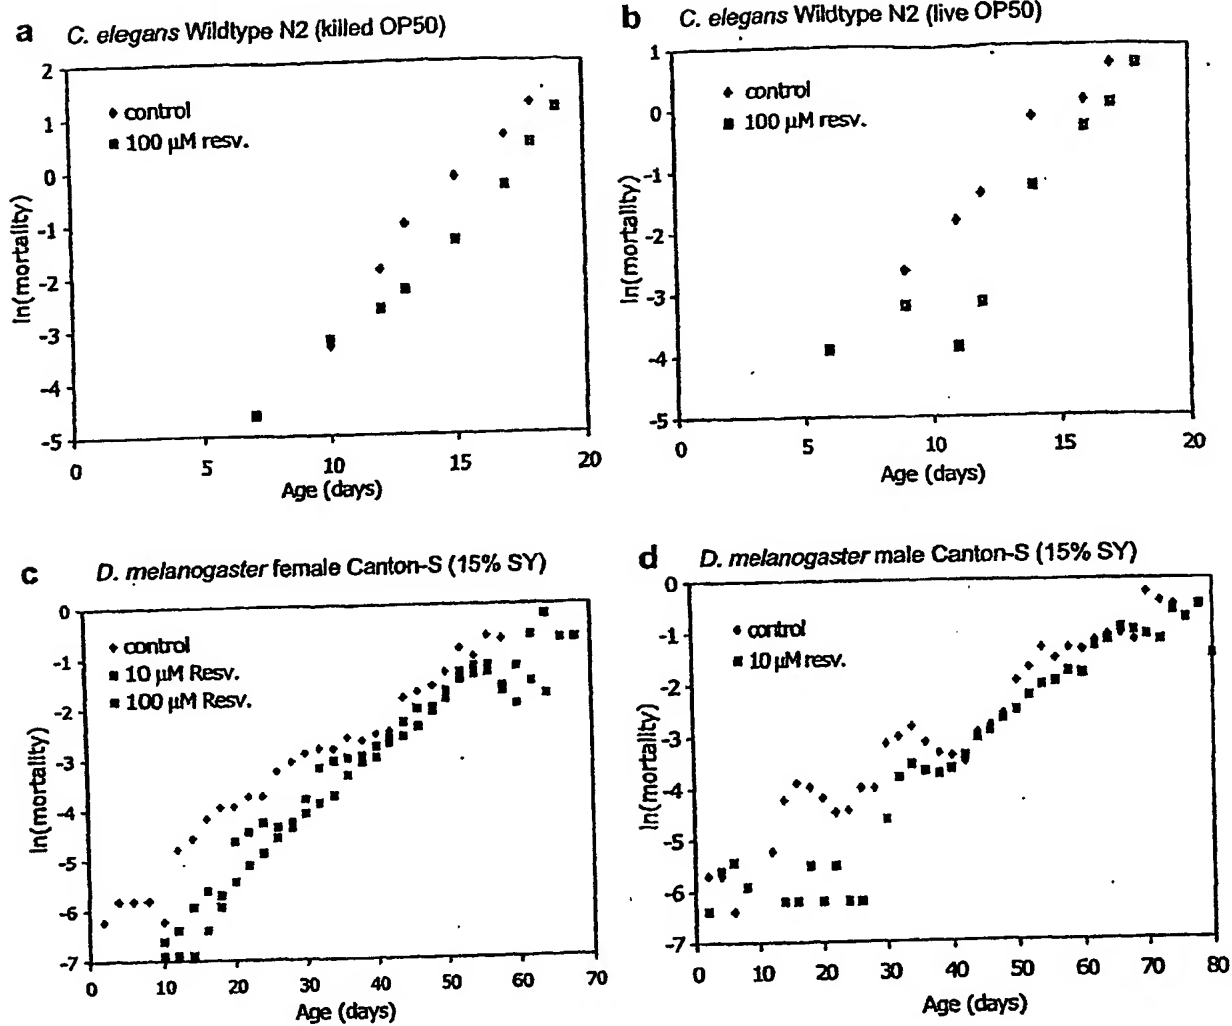 a C. elegans Wildtype N2 (killed OP50)
2
1
0
-1
-2
-3
-4
-5
ln(mortality)
control
100 µM resv.
0 5 10 15 20
Age (days)
b C. elegans Wildtype N2 (live OP50)
1
0
-1
-2
-3
-4
-5
ln(mortality)
control
100 µM resv.
0 5 10 15 20
Age (days)
c D. melanogaster female Canton-S (15% SY)
0
-1
-2
-3
-4
-5
-6
-7
ln(mortality)
control
10 µM Resv.
100 µM Resv.
0 10 20 30 40 50 60 70
Age (days)
d D. melanogaster male Canton-S (15% SY)
0
-1
-2
-3
-4
-5
-6
-7
ln(mortality)
control
10 µM resv.
0 10 20 30 40 50 60 70 80
Age (days)